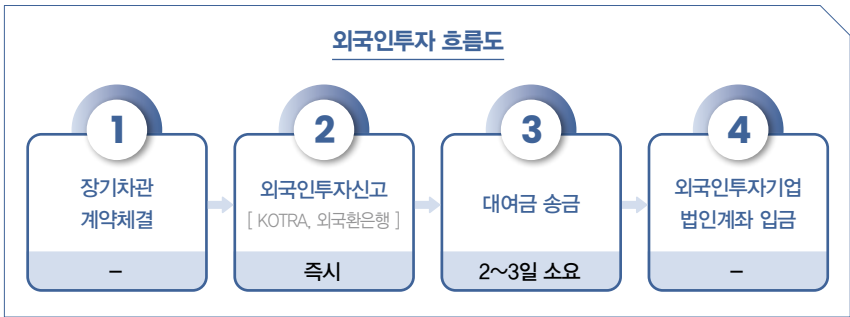 외국인투자 흐름도
1
장기차관
계약체결
–
2
외국인투자신고
[ KOTRA, 외국환은행 ]
즉시
3
대여금 송금
2~3일 소요
4
외국인투자기업
법인계좌 입금
–